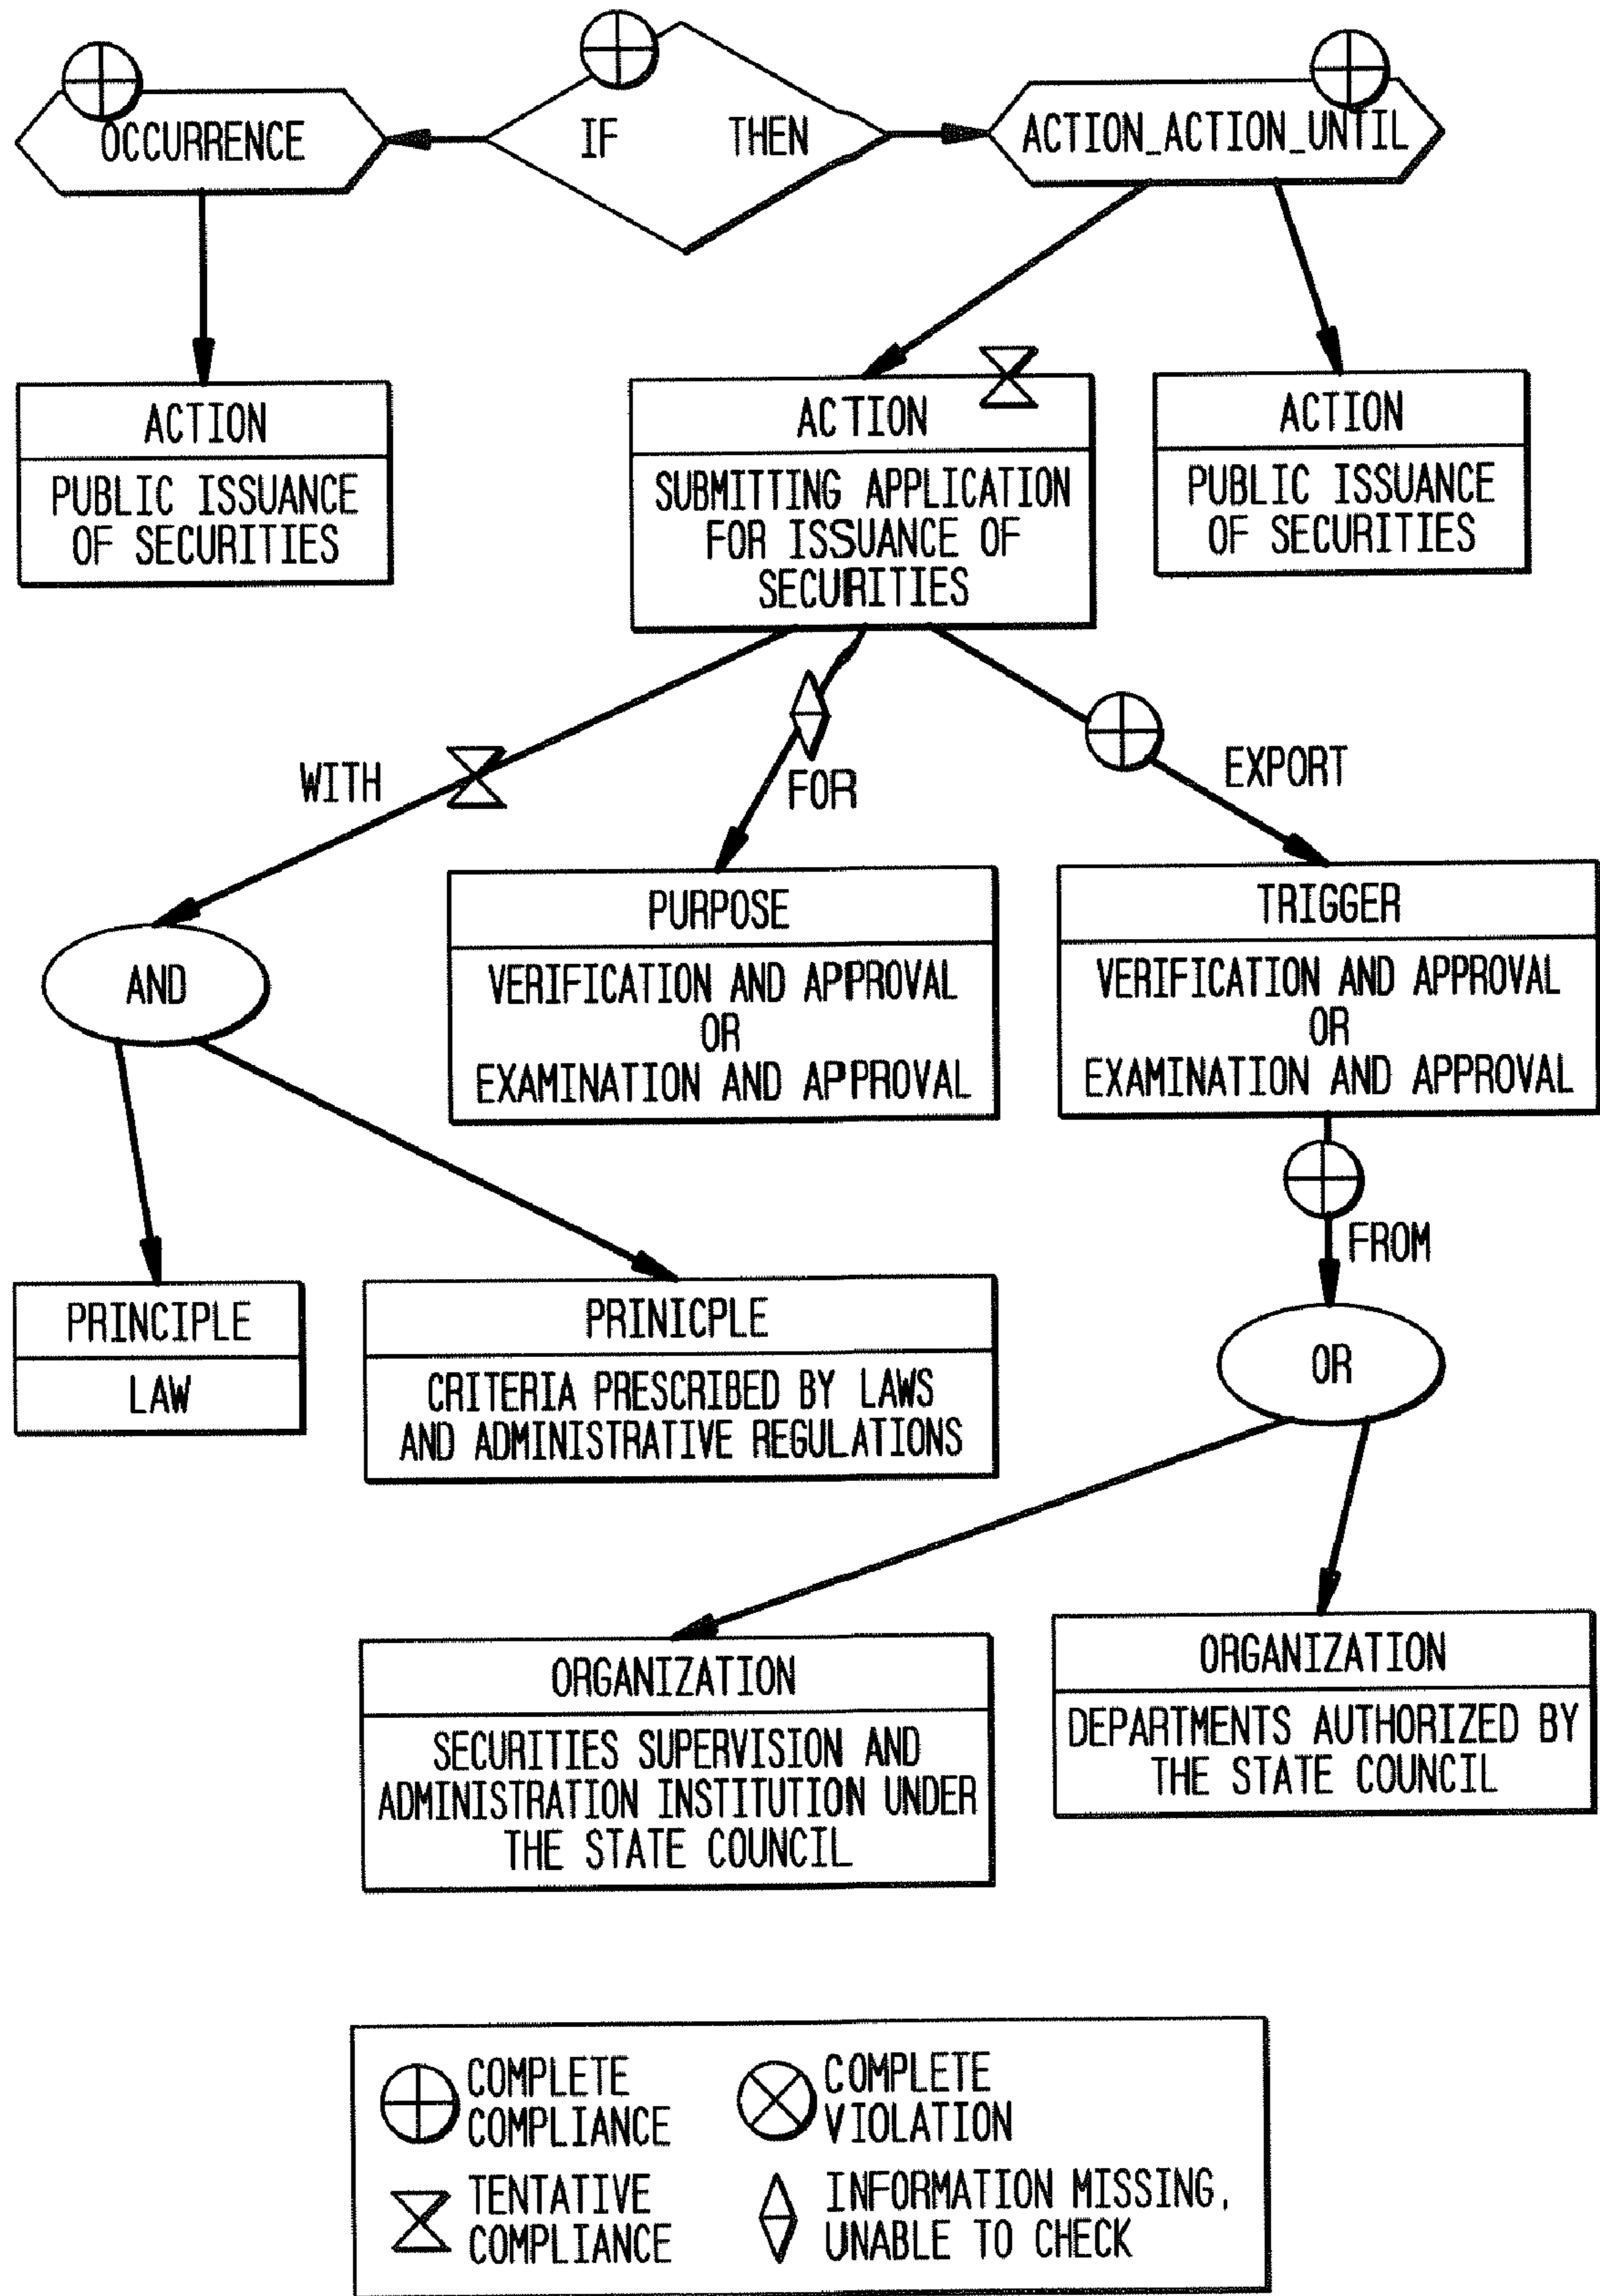 OCCURRENCE
IF THEN
ACTION_ACTION_UNTIL
ACTION
PUBLIC ISSUANCE
OF SECURITIES
ACTION
SUBMITTING APPLICATION
FOR ISSUANCE OF
SECURITIES
ACTION
PUBLIC ISSUANCE
OF SECURITIES
WITH
FOR
EXPORT
AND
PURPOSE
VERIFICATION AND APPROVAL
OR
EXAMINATION AND APPROVAL
TRIGGER
VERIFICATION AND APPROVAL
OR
EXAMINATION AND APPROVAL
FROM
PRINCIPLE
LAW
PRINICPLE
CRITERIA PRESCRIBED BY LAWS
AND ADMINISTRATIVE REGULATIONS
OR
ORGANIZATION
SECURITIES SUPERVISION AND
ADMINISTRATION INSTITUTION UNDER
THE STATE COUNCIL
ORGANIZATION
DEPARTMENTS AUTHORIZED BY
THE STATE COUNCIL
COMPLETE
COMPLIANCE
COMPLETE
VIOLATION
TENTATIVE
COMPLIANCE
INFORMATION MISSING,
UNABLE TO CHECK